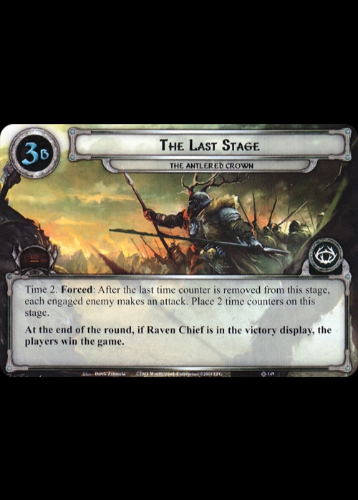 3B
THE LAST STAGE
THE ANTLERED CROWN
Time 2. Forced: After the last time counter is removed from this stage,
each engaged enemy makes an attack. Place 2 time counters on this
stage.
At the end of the round, if Raven Chief is in the victory display, the
players win the game.